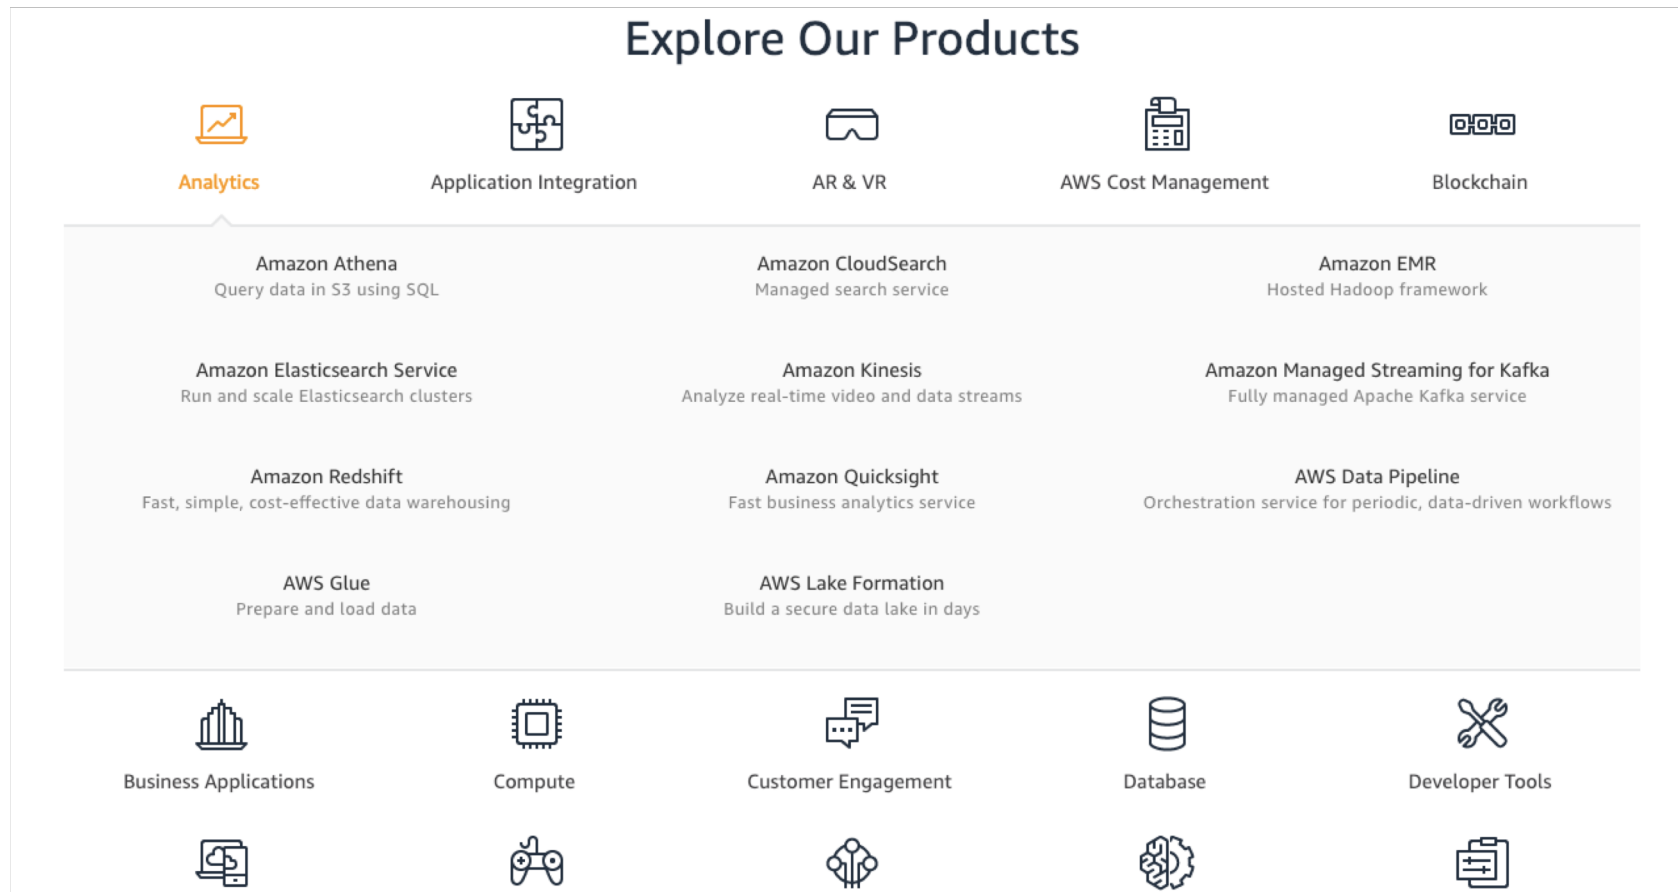 Explore Our Products
Analytics
Application Integration
AR & VR
AWS Cost Management
Blockchain
Amazon Athena
Query data in S3 using SQL
Amazon CloudSearch
Managed search service
Amazon EMR
Hosted Hadoop framework
Amazon Elasticsearch Service
Run and scale Elasticsearch clusters
Amazon Kinesis
Analyze real-time video and data streams
Amazon Managed Streaming for Kafka
Fully managed Apache Kafka service
Amazon Redshift
Fast, simple, cost-effective data warehousing
Amazon Quicksight
Fast business analytics service
AWS Data Pipeline
Orchestration service for periodic, data-driven workflows
AWS Glue
Prepare and load data
AWS Lake Formation
Build a secure data lake in days
Business Applications
Compute
Customer Engagement
Database
Developer Tools